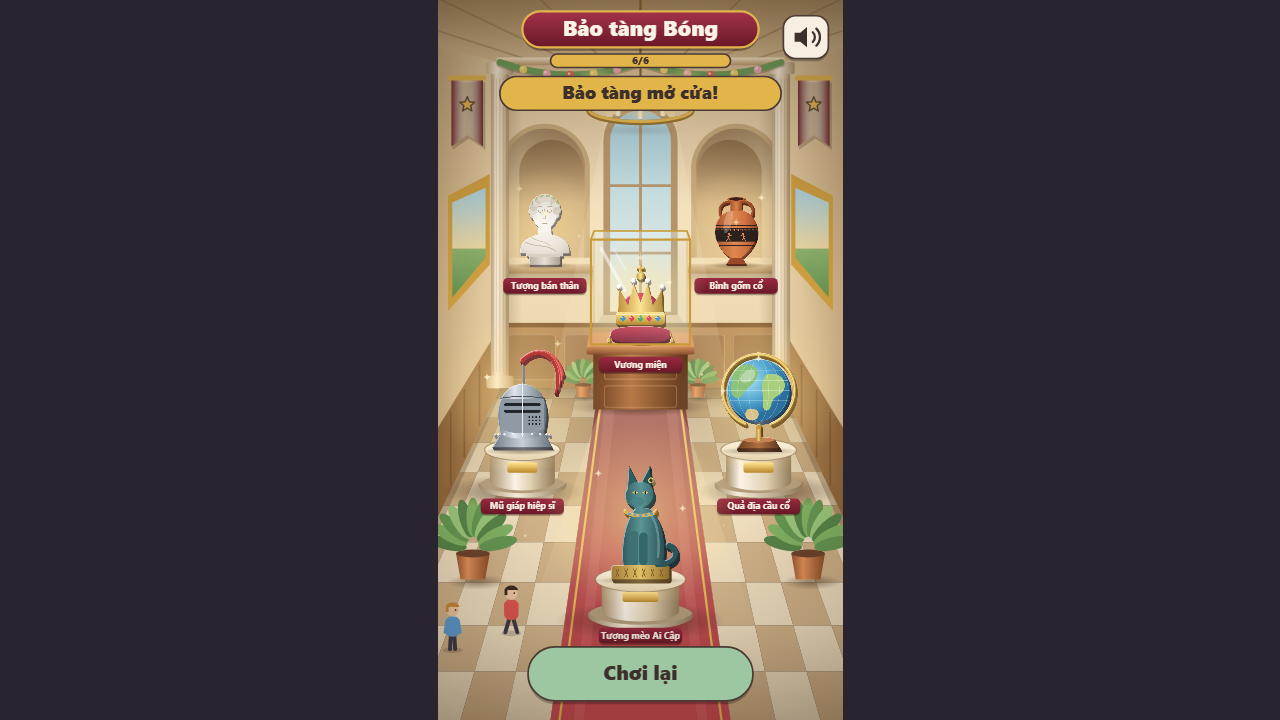 Bảo tàng Bóng
6/6
Bảo tàng mở cửa!
Tượng bán thân
Bình gốm cổ
Vương miện
Mũ giáp hiệp sĩ
Quả địa cầu cổ
Tượng mèo Ai Cập
Chơi lại